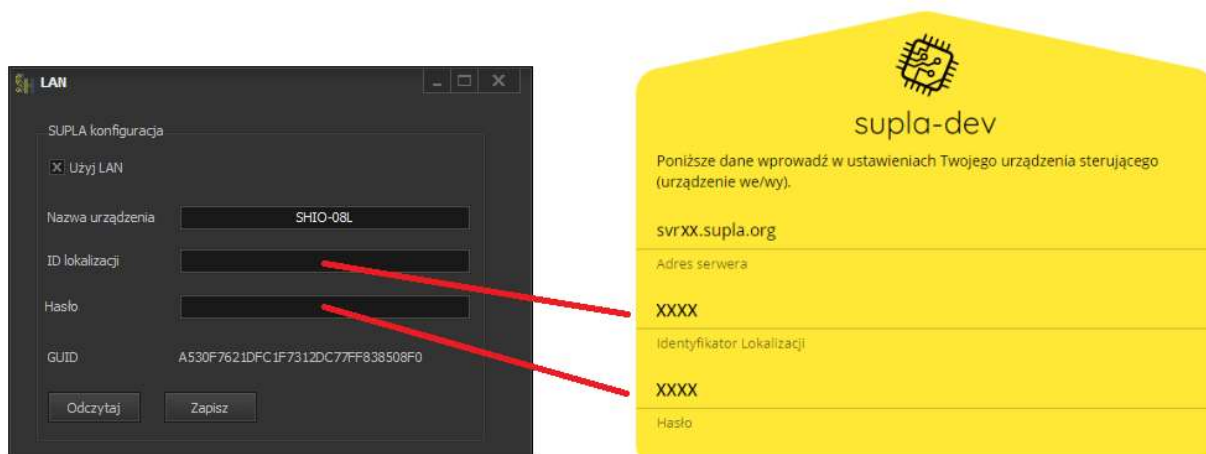 LAN
SUPLA konfiguracja
Użyj LAN
Nazwa urządzenia
SHIO-08L
ID lokalizacji
Hasło
GUID
A530F7621DFC1F7312DC77FF838508F0
Odczytaj
Zapisz
supla-dev
Poniższe dane wprowadź w ustawieniach Twojego urządzenia sterującego
(urządzenie we/wy).
svrxx.supla.org
Adres serwera
XXXX
Identyfikator Lokalizacji
XXXX
Hasło